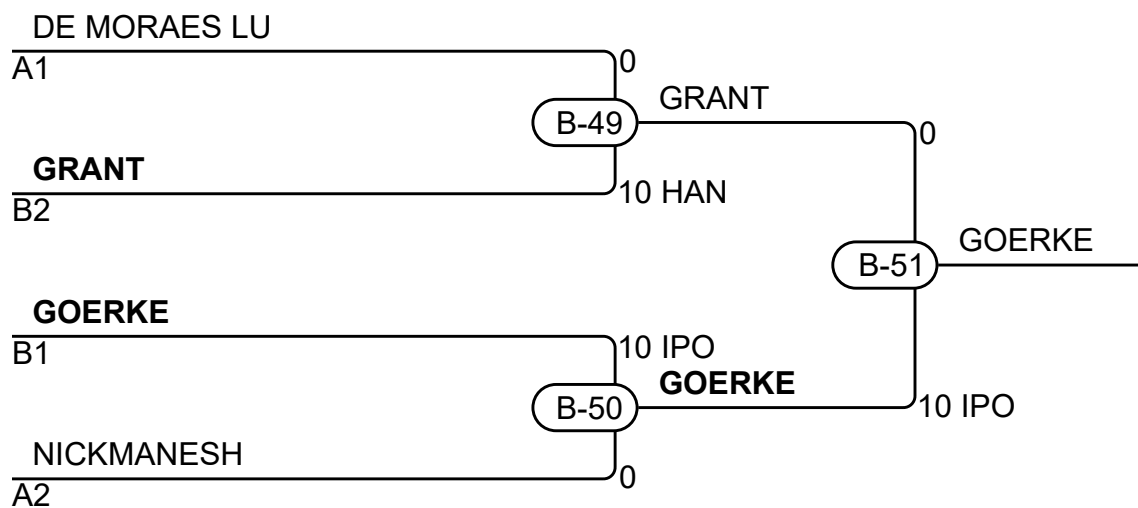 DE MORAES LU
A1
0
B-49
GRANT
0
GRANT
B2
10 HAN
B-51
GOERKE
GOERKE
B1
10 IPO
B-50
GOERKE
10 IPO
NICKMANESH
A2
0